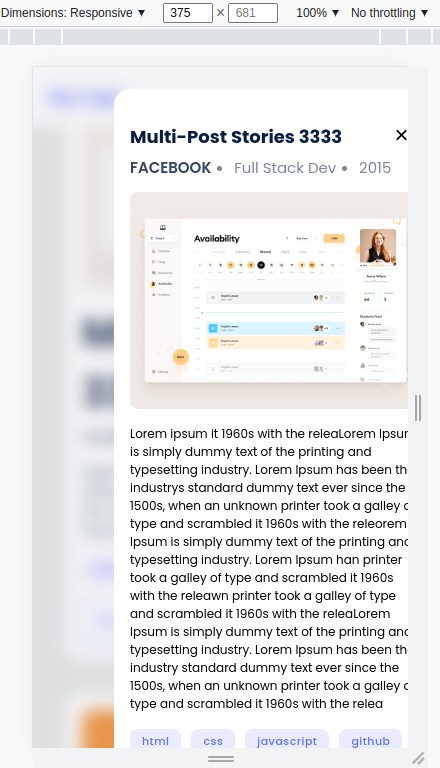 Dimensions: Responsive ▼ 375 × 681 100% ▼ No throttling ▼
Multi-Post Stories 3333 ✕
FACEBOOK • Full Stack Dev • 2015
Availability
March
Lorem ipsum it 1960s with the releaLorem Ipsum
is simply dummy text of the printing and
typesetting industry. Lorem Ipsum has been the
industrys standard dummy text ever since the
1500s, when an unknown printer took a galley o
type and scrambled it 1960s with the releorem
Ipsum is simply dummy text of the printing and
typesetting industry. Lorem Ipsum han printer
took a galley of type and scrambled it 1960s
with the releawn printer took a galley of type
and scrambled it 1960s with the releaLorem
Ipsum is simply dummy text of the printing and
typesetting industry. Lorem Ipsum has been the
industry standard dummy text ever since the
1500s, when an unknown printer took a galley o
type and scrambled it 1960s with the relea
html css javascript github